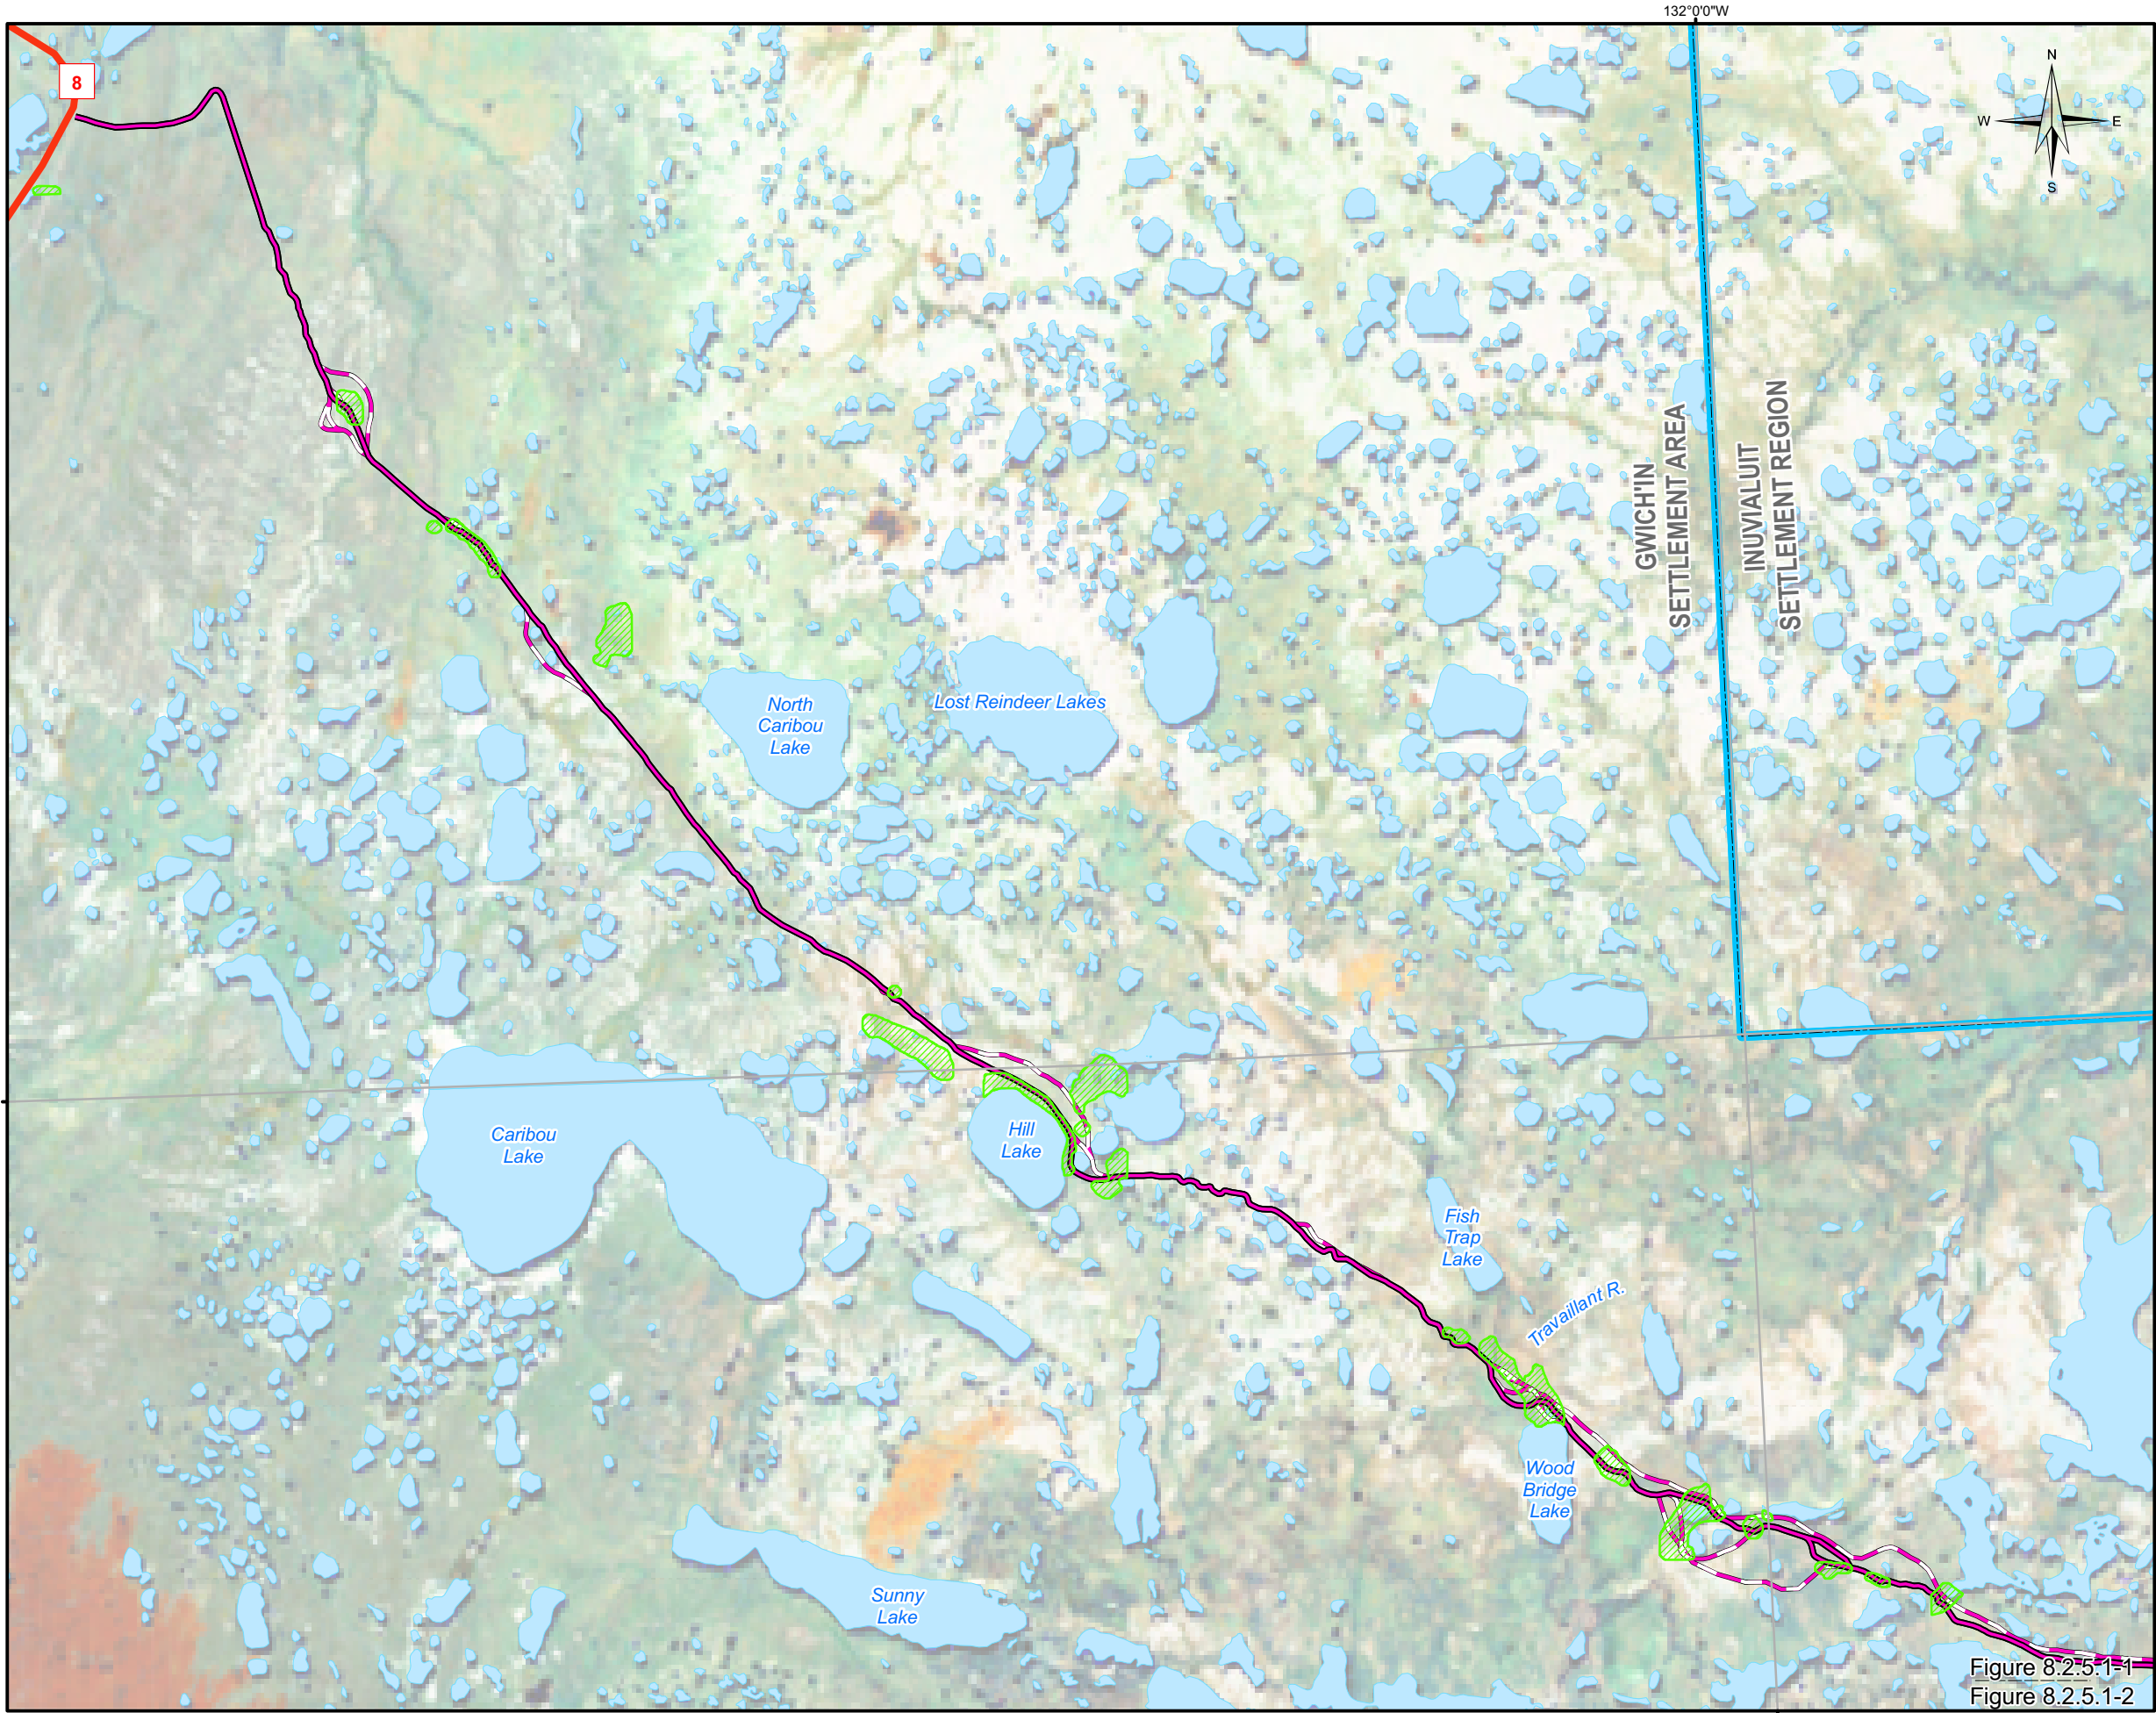 132°0'0"W
8
N
W
E
S
GWICH'IN
SETTLEMENT AREA
INUVIALUIT
SETTLEMENT REGION
North
Caribou
Lake
Lost Reindeer Lakes
Caribou
Lake
Hill
Lake
Fish
Trap
Lake
Travaillant R.
Wood
Bridge
Lake
Sunny
Lake
Figure 8.2.5.1-1
Figure 8.2.5.1-2